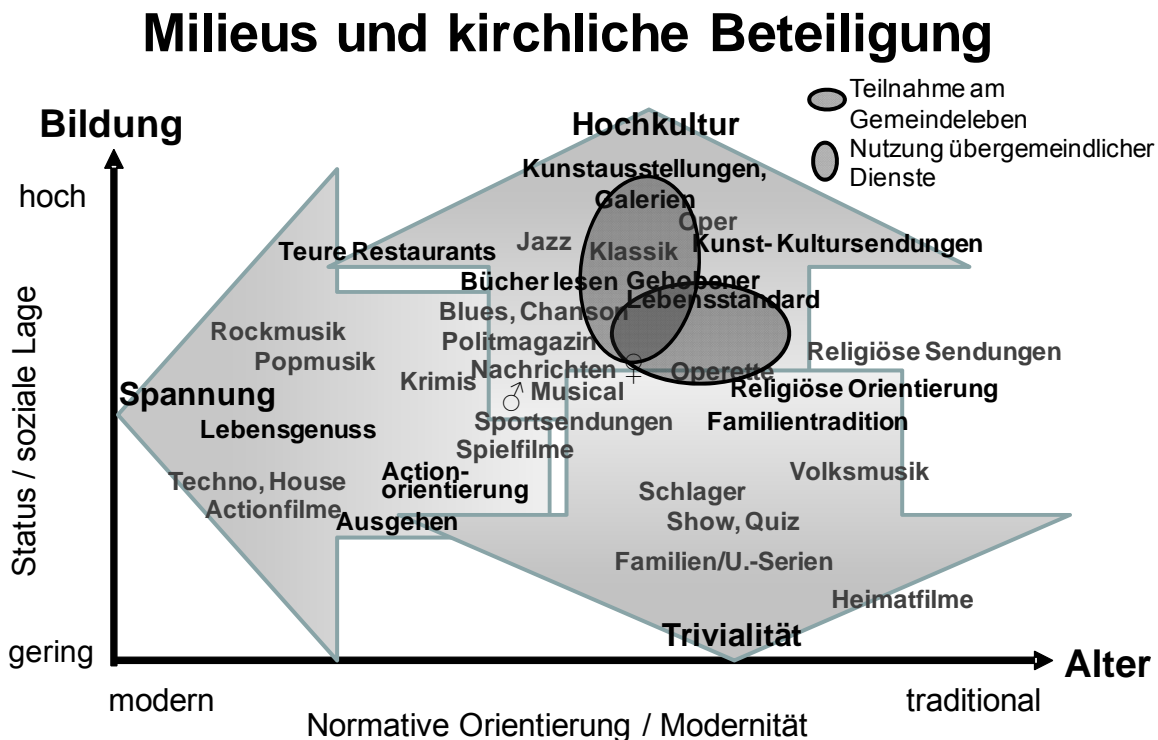 Milieus und kirchliche Beteiligung
Teilnahme am
Gemeindeleben
Nutzung übergemeindlicher
Dienste
Bildung
hoch
Status / soziale Lage
gering
Hochkultur
Kunstausstellungen,
Galerien
Oper
Jazz
Klassik
Kunst- Kultursendungen
Teure Restaurants
Bücher lesen
Gehobener
Lebensstandard
Blues, Chanson
Politmagazin
Rockmusik
Popmusik
Nachrichten ♀
Operette
Religiöse Sendungen
Krimis
♂ Musical
Religiöse Orientierung
Spannung
Sportsendungen
Familientradition
Lebensgenuss
Spielfilme
Techno, House
Actionfilme
Action-
orientierung
Ausgehen
Volksmusik
Schlager
Show, Quiz
Familien/U.-Serien
Heimatfilme
Trivialität
Alter
modern
traditional
Normative Orientierung / Modernität